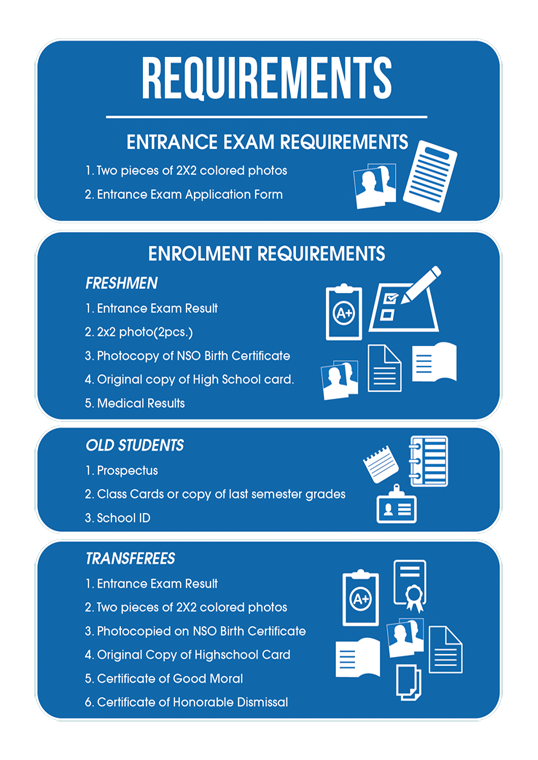 REQUIREMENTS
ENTRANCE EXAM REQUIREMENTS
1. Two pieces of 2X2 colored photos
2. Entrance Exam Application Form
ENROLMENT REQUIREMENTS
FRESHMEN
1. Entrance Exam Result
2. 2x2 photo(2pcs.)
3. Photocopy of NSO Birth Certificate
4. Original copy of High School card.
5. Medical Results
A+
OLD STUDENTS
1. Prospectus
2. Class Cards or copy of last semester grades
3. School ID
TRANSFEREES
1. Entrance Exam Result
2. Two pieces of 2X2 colored photos
3. Photocopied on NSO Birth Certificate
4. Original Copy of Highschool Card
5. Certificate of Good Moral
6. Certificate of Honorable Dismissal
A+